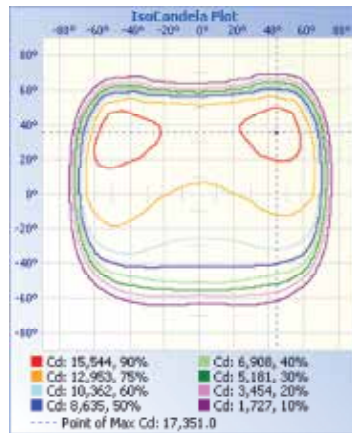 IsoCandela Plot
-80° -60° -40° -20° 0° 20° 40° 60° 80°
80°
60°
40°
20°
0°
-20°
-40°
-60°
-80°
Cd: 15,544, 90% Cd: 6,908, 40%
Cd: 12,953, 75% Cd: 5,181, 30%
Cd: 10,362, 60% Cd: 3,454, 20%
Cd: 8,635, 50% Cd: 1,727, 10%
Point of Max Cd: 17,351.0